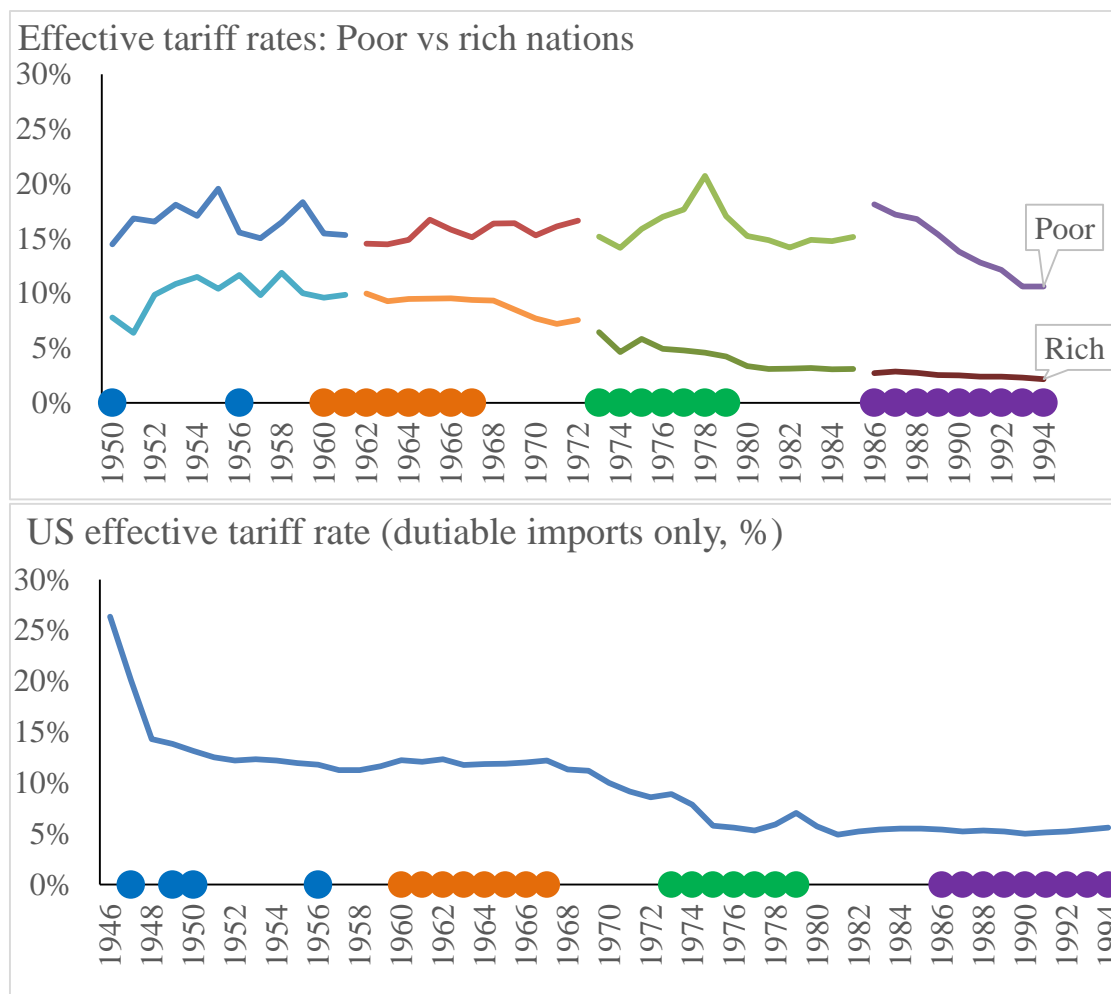 Effective tariff rates: Poor vs rich nations
30%
25%
20%
15%
10%
5%
0%
Poor
Rich
1950 1952 1954 1956 1958 1960 1962 1964 1966 1968 1970 1972 1974 1976 1978 1980 1982 1984 1986 1988 1990 1992 1994
US effective tariff rate (dutiable imports only, %)
30%
25%
20%
15%
10%
5%
0%
1946 1948 1950 1952 1954 1956 1958 1960 1962 1964 1966 1968 1970 1972 1974 1976 1978 1980 1982 1984 1986 1988 1990 1992 1994